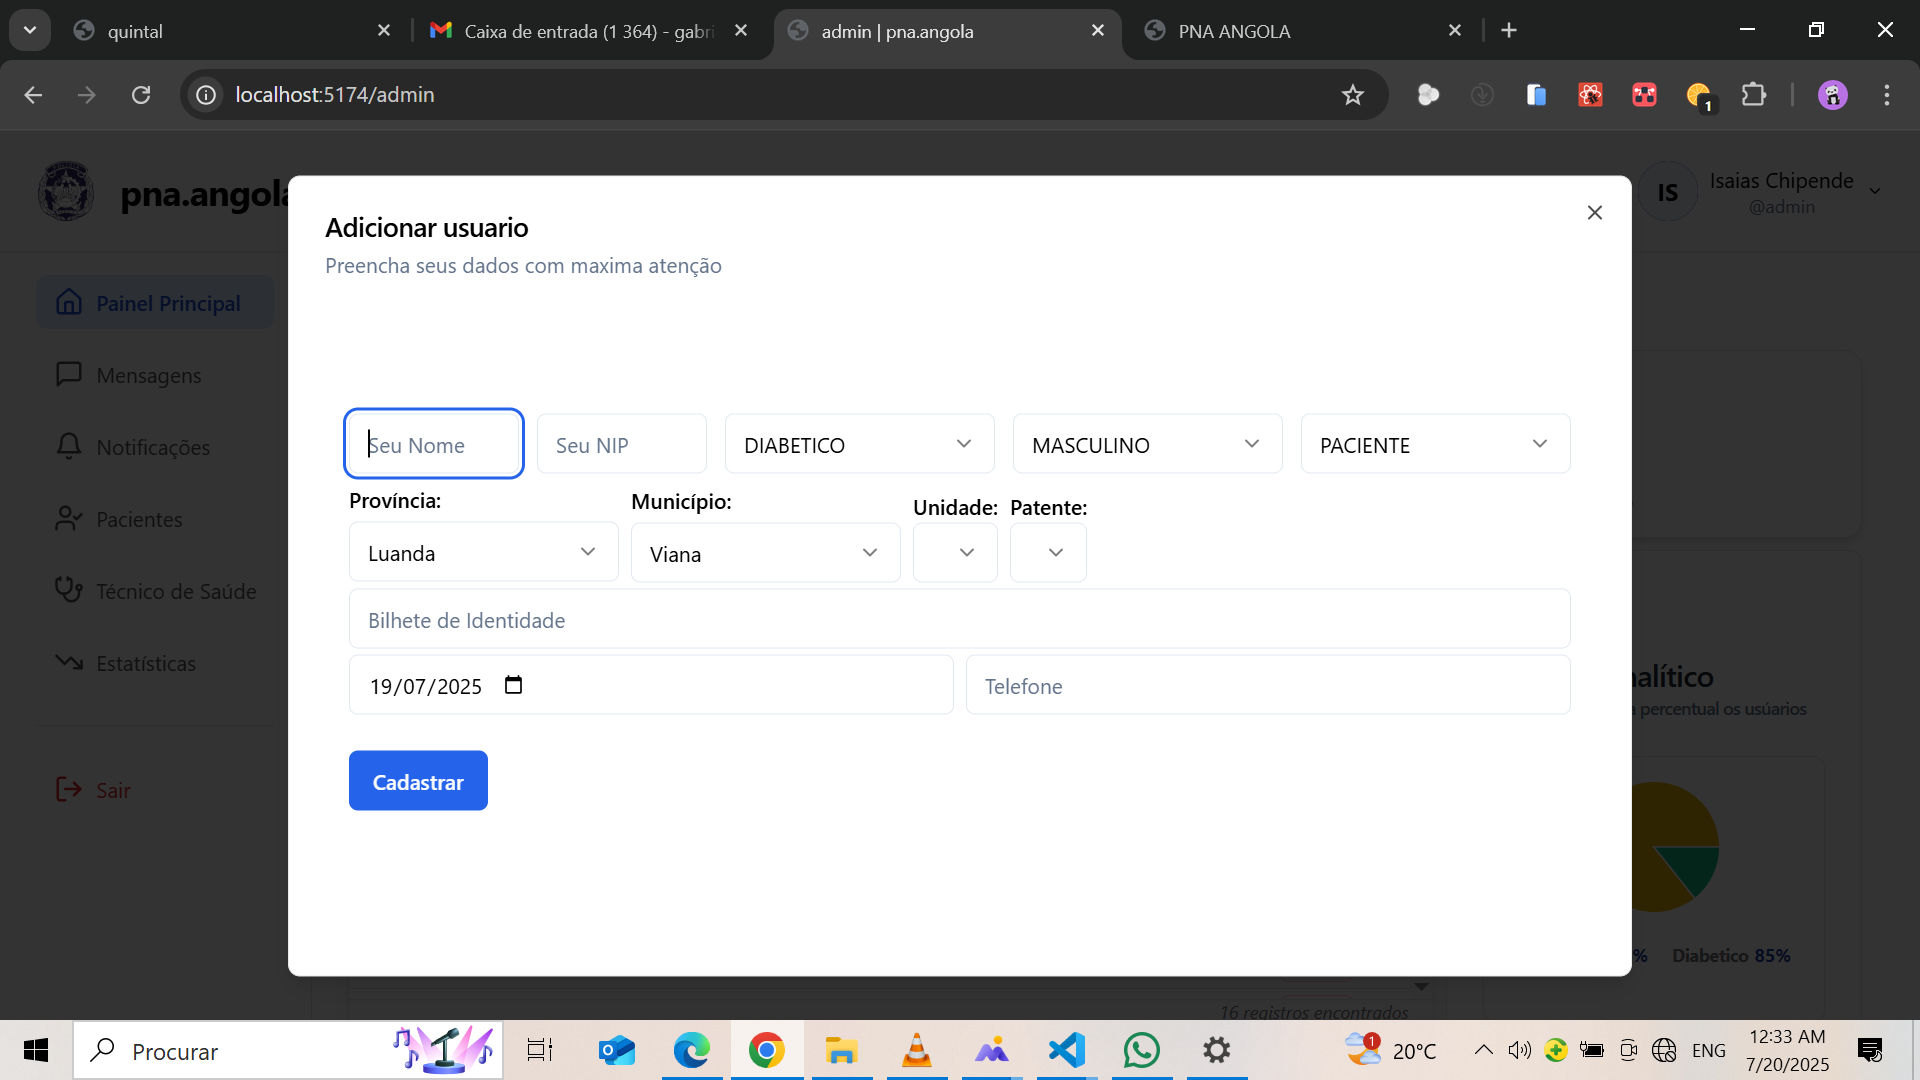 quintal
Caixa de entrada (1 364) - gabri
admin | pna.angola
PNA ANGOLA
localhost:5174/admin
1
pna.angola
IS
Isaias Chipende
@admin
Adicionar usuario
Preencha seus dados com maxima atenção
Painel Principal
Mensagens
Notificações
Pacientes
Técnico de Saúde
Estatísticas
Sair
Seu Nome
Seu NIP
DIABETICO
MASCULINO
PACIENTE
Província:
Município:
Unidade:
Patente:
Luanda
Viana
Bilhete de Identidade
19/07/2025
Telefone
Cadastrar
alítico
a percentual os usúarios
% Diabetico 85%
16 registros encontrados
Procurar
1
20°C
ENG
12:33 AM
7/20/2025